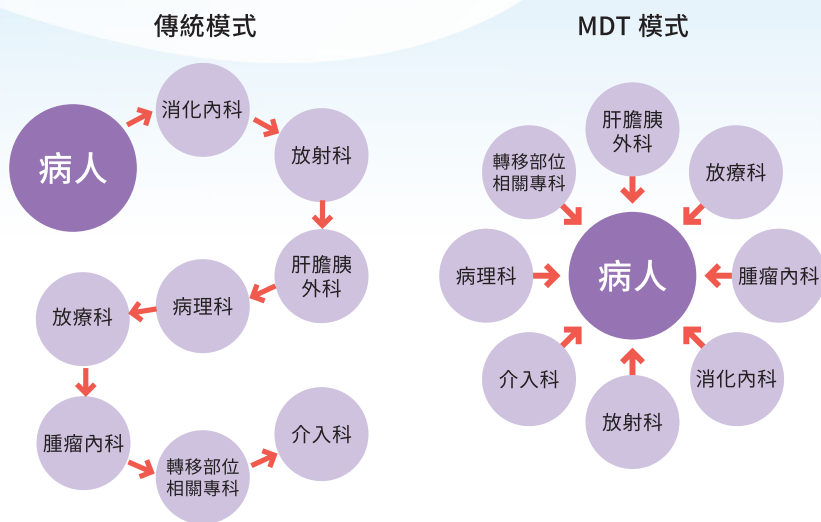 傳統模式
病人
消化內科
放射科
肝膽胰
外科
病理科
放療科
腫瘤內科
轉移部位
相關專科
介入科
MDT 模式
病人
肝膽胰
外科
放療科
腫瘤內科
消化內科
放射科
介入科
病理科
轉移部位
相關專科